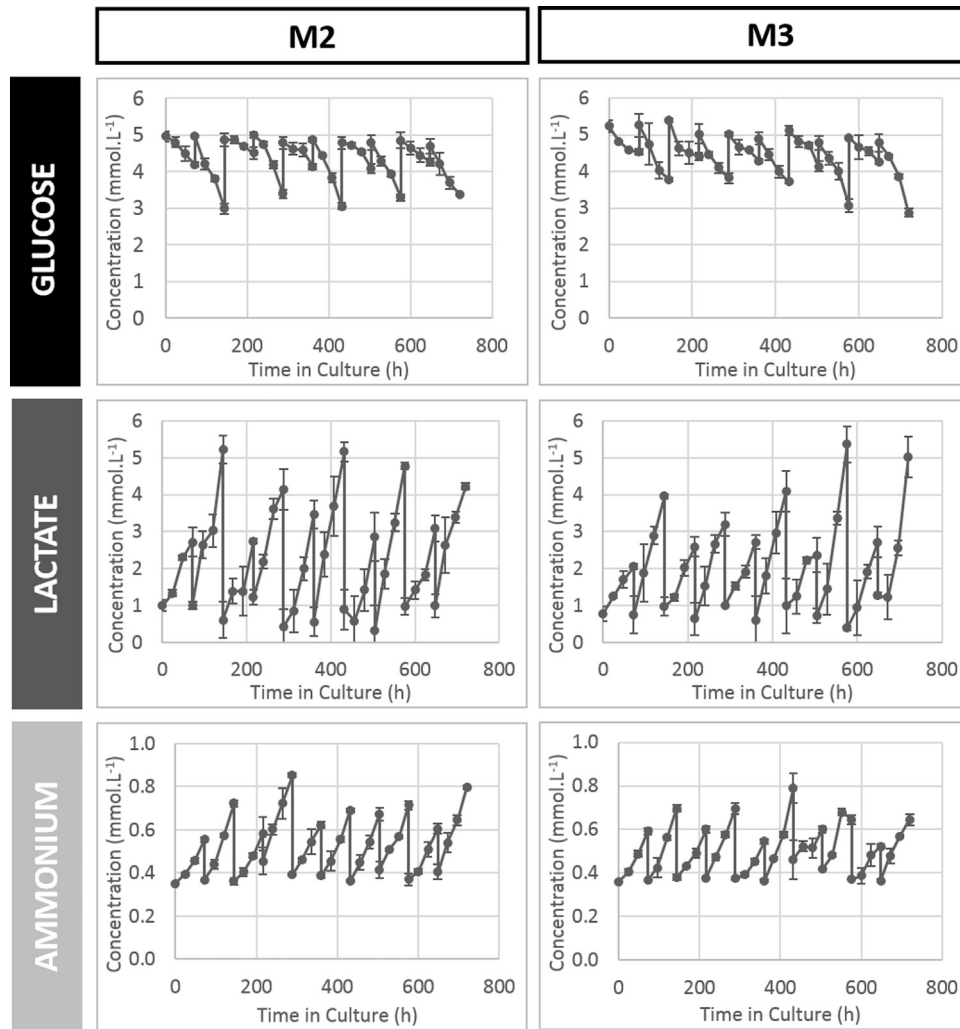 M2
M3
GLUCOSE
Concentration (mmol.L-1)
6
5
4
3
2
1
0
0 200 400 600 800
Time in Culture (h)
Concentration (mmol.L-1)
6
5
4
3
2
1
0
0 200 400 600 800
Time in Culture (h)
LACTATE
Concentration (mmol.L-1)
6
5
4
3
2
1
0
0 200 400 600 800
Time in Culture (h)
Concentration (mmol.L-1)
6
5
4
3
2
1
0
0 200 400 600 800
Time in Culture (h)
AMMONIUM
Concentration (mmol.L-1)
1.0
0.8
0.6
0.4
0.2
0.0
0 200 400 600 800
Time in Culture (h)
Concentration (mmol.L-1)
1.0
0.8
0.6
0.4
0.2
0.0
0 200 400 600 800
Time in Culture (h)